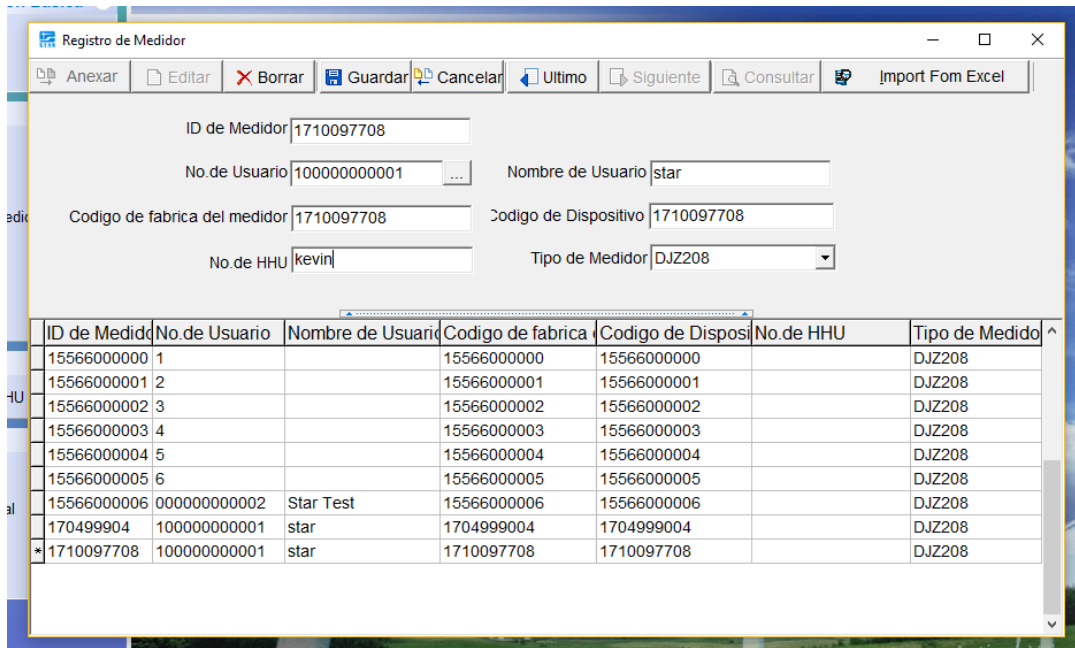 Registro de Medidor
Anexar Editar Borrar Guardar Cancelar Ultimo Siguiente Consultar Import Fom Excel
ID de Medidor 1710097708
No.de Usuario 100000000001 ... Nombre de Usuario star
Codigo de fabrica del medidor 1710097708 Codigo de Dispositivo 1710097708
No.de HHU kevin Tipo de Medidor DJZ208
ID de Medido No.de Usuario Nombre de Usuario Codigo de fabrica Codigo de Disposi No.de HHU Tipo de Medido
15566000000 1 15566000000 15566000000 DJZ208
15566000001 2 15566000001 15566000001 DJZ208
15566000002 3 15566000002 15566000002 DJZ208
HU
15566000003 4 15566000003 15566000003 DJZ208
15566000004 5 15566000004 15566000004 DJZ208
15566000005 6 15566000005 15566000005 DJZ208
15566000006 000000000002 Star Test 15566000006 15566000006 DJZ208
al
170499904 100000000001 star 1704999004 1704999004 DJZ208
* 1710097708 100000000001 star 1710097708 1710097708 DJZ208